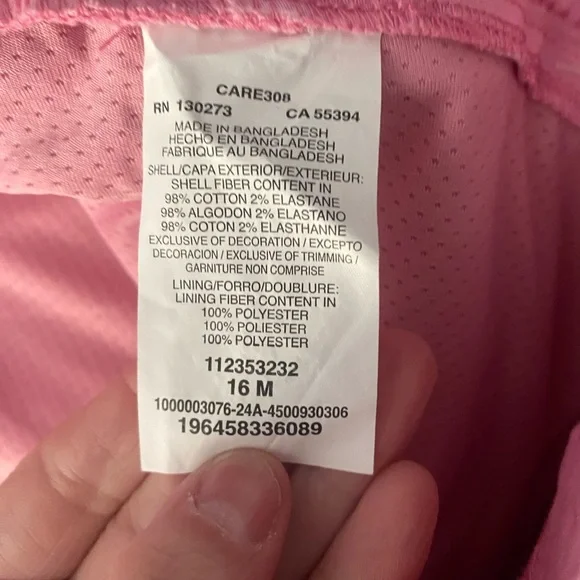 CARE308
RN 130273 CA 55394
MADE IN BANGLADESH
HECHO EN BANGLADESH
FABRIQUE AU BANGLADESH
SHELL/CAPA EXTERIOR/EXTERIEUR:
SHELL FIBER CONTENT IN
98% COTTON 2% ELASTANE
98% ALGODON 2% ELASTANO
98% COTON 2% ELASTHANNE
EXCLUSIVE OF DECORATION / EXCEPTO
DECORACION / EXCLUSIVE OF TRIMMING /
GARNITURE NON COMPRISE
LINING/FORRO/DOUBLURE:
LINING FIBER CONTENT IN
100% POLYESTER
100% POLIESTER
100% POLYESTER
112353232
16 M
1000003076-24A-4500930306
196458336089